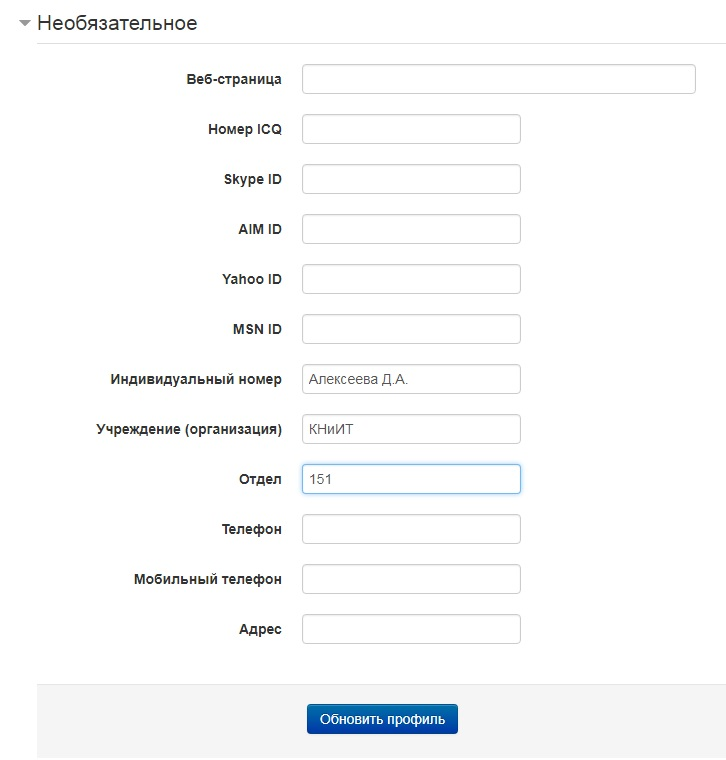 Необязательное
Веб-страница
Номер ICQ
Skype ID
AIM ID
Yahoo ID
MSN ID
Индивидуальный номер Алексеева Д.А.
Учреждение (организация) КНиИТ
Отдел 151
Телефон
Мобильный телефон
Адрес
Обновить профиль